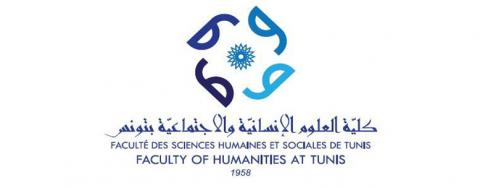 كلية العلوم الإنسانية والاجتماعية بتونس
FACULTÉ DES SCIENCES HUMAINES ET SOCIALES DE TUNIS
FACULTY OF HUMANITIES AT TUNIS
1958